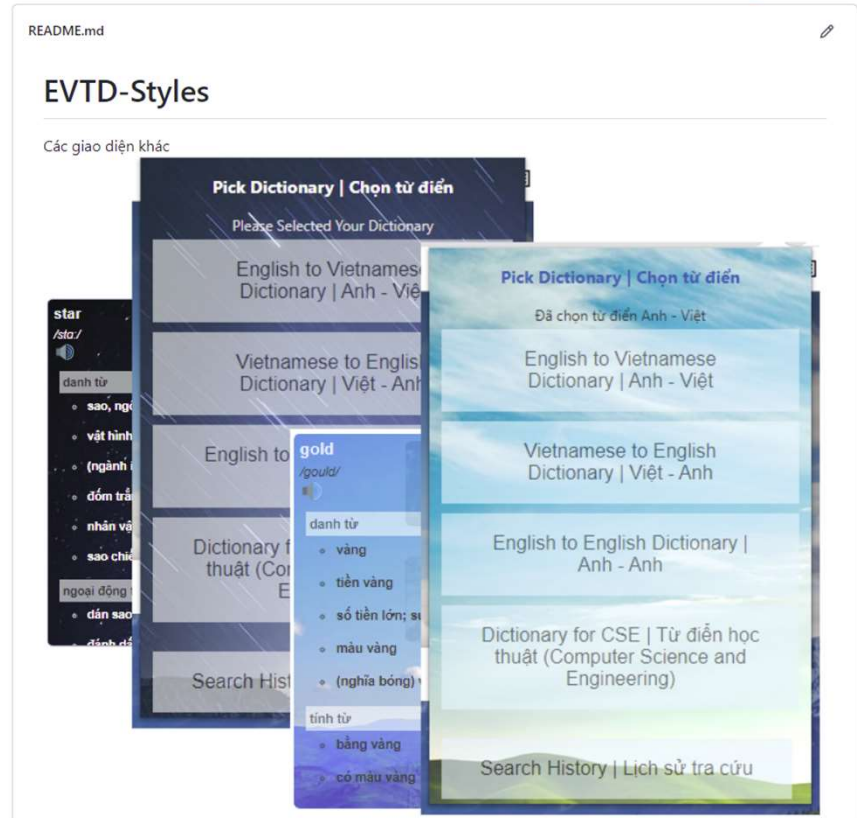 README.md
EVTD-Styles
Các giao diện khác
Pick Dictionary | Chọn từ điển
Please Selected Your Dictionary
English to Vietnamese
Dictionary | Anh - Việ
Vietnamese to Englis
Dictionary | Việt - Anh
English to
Dictionary f
thuật (Co
E
Search Hist
star
/stɑ:/
danh từ
sao, ngô
vật hình
(ngành i
đốm trắ
nhân vậ
sao chiế
ngoại động
dán sao
đánh dấ
gold
/gould/
danh từ
vàng
tiền vàng
số tiền lớn; sự
màu vàng
(nghĩa bóng)
tính từ
bằng vàng
có màu vàng
Pick Dictionary | Chọn từ điển
Đã chọn từ điển Anh - Việt
English to Vietnamese
Dictionary | Anh - Việt
Vietnamese to English
Dictionary | Việt - Anh
English to English Dictionary |
Anh - Anh
Dictionary for CSE | Từ điển học
thuật (Computer Science and
Engineering)
Search History | Lịch sử tra cứu